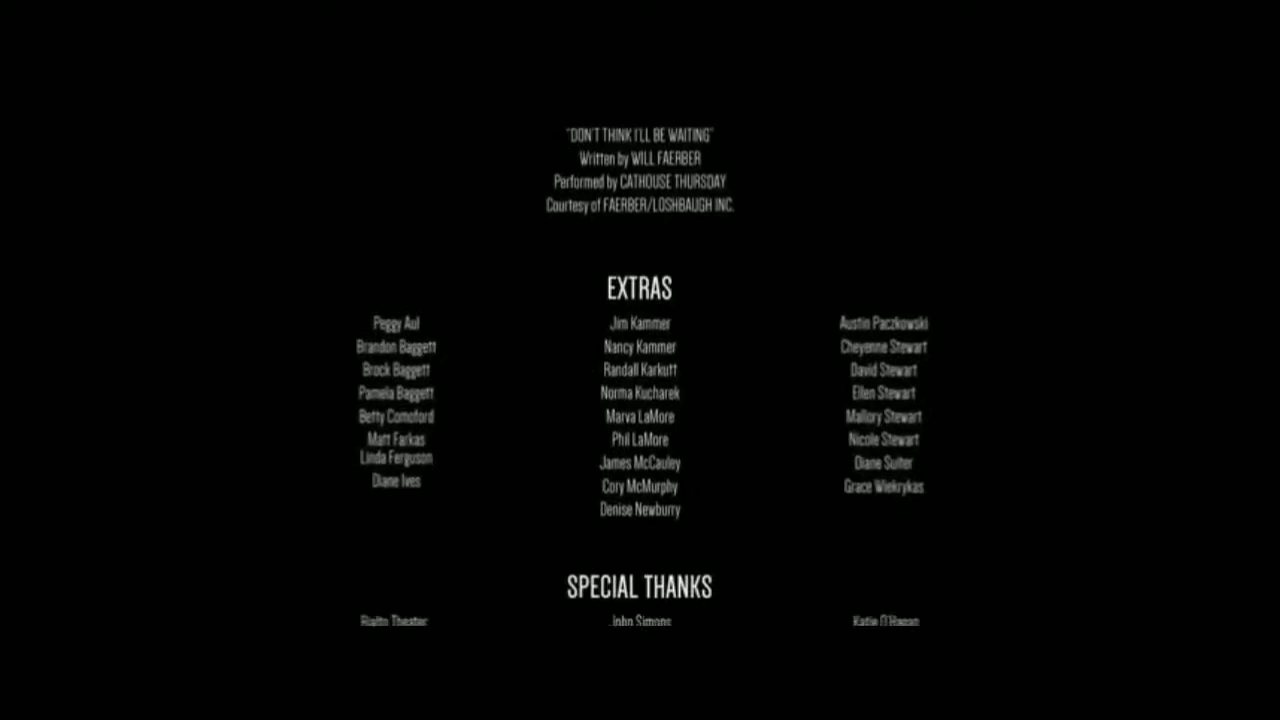 "DON'T THINK I'LL BE WAITING"
Written by WILL FAERBER
Performed by CATHOUSE THURSDAY
Courtesy of FAERBER/LOSHBAUGH INC.
EXTRAS
Peggy Aul
Brandon Baggett
Brock Baggett
Pamela Baggett
Betty Comoford
Matt Farkas
Linda Ferguson
Diane Ives
Jim Kammer
Nancy Kammer
Randall Karkutt
Norma Kucharek
Marva LaMore
Phil LaMore
James McCauley
Cory McMurphy
Denise Newburry
Austin Paczkowski
Cheyenne Stewart
David Stewart
Ellen Stewart
Mallory Stewart
Nicole Stewart
Diane Suiter
Grace Wiekrykas
SPECIAL THANKS
Rialto Theater
John Simons
Katie O'Hagan